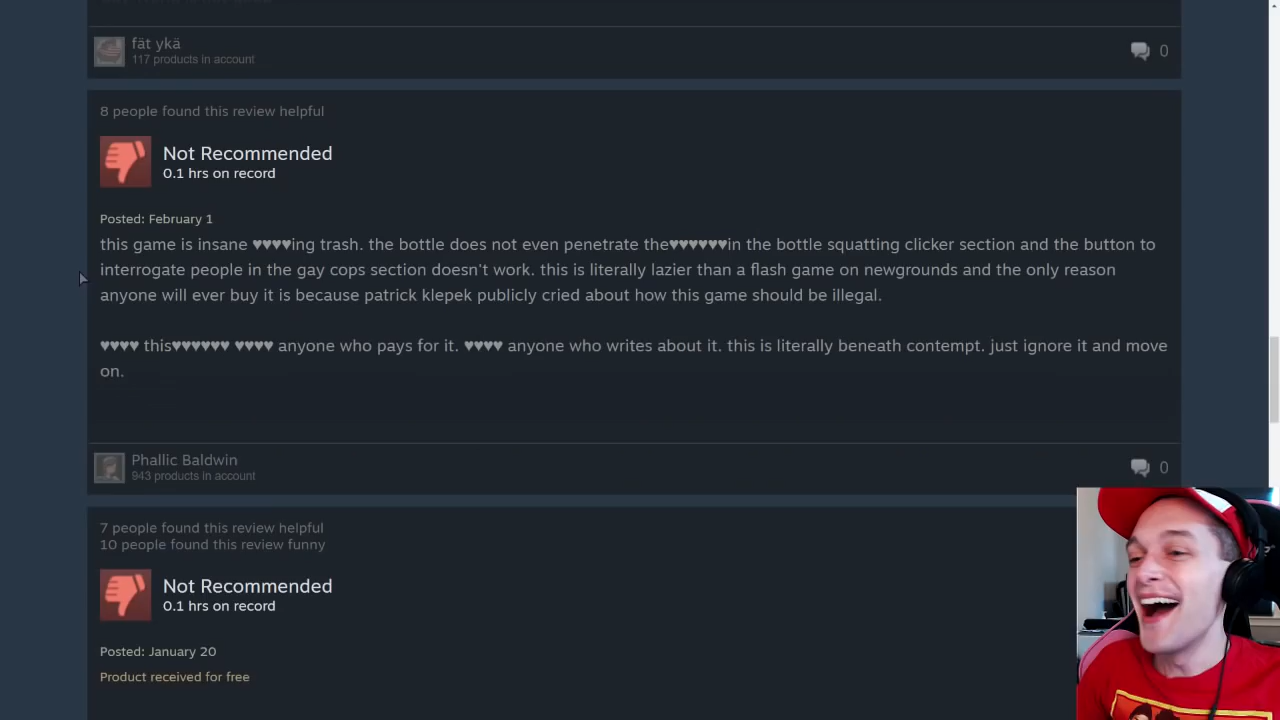 fät ykä
117 products in account
0
8 people found this review helpful
Not Recommended
0.1 hrs on record
Posted: February 1
this game is insane ♥♥♥♥ing trash. the bottle does not even penetrate the♥♥♥♥♥♥in the bottle squatting clicker section and the button to
interrogate people in the gay cops section doesn't work. this is literally lazier than a flash game on newgrounds and the only reason
anyone will ever buy it is because patrick klepek publicly cried about how this game should be illegal.
♥♥♥♥ this♥♥♥♥♥♥ ♥♥♥♥ anyone who pays for it. ♥♥♥♥ anyone who writes about it. this is literally beneath contempt. just ignore it and move
on.
Phallic Baldwin
943 products in account
0
7 people found this review helpful
10 people found this review funny
Not Recommended
0.1 hrs on record
Posted: January 20
Product received for free